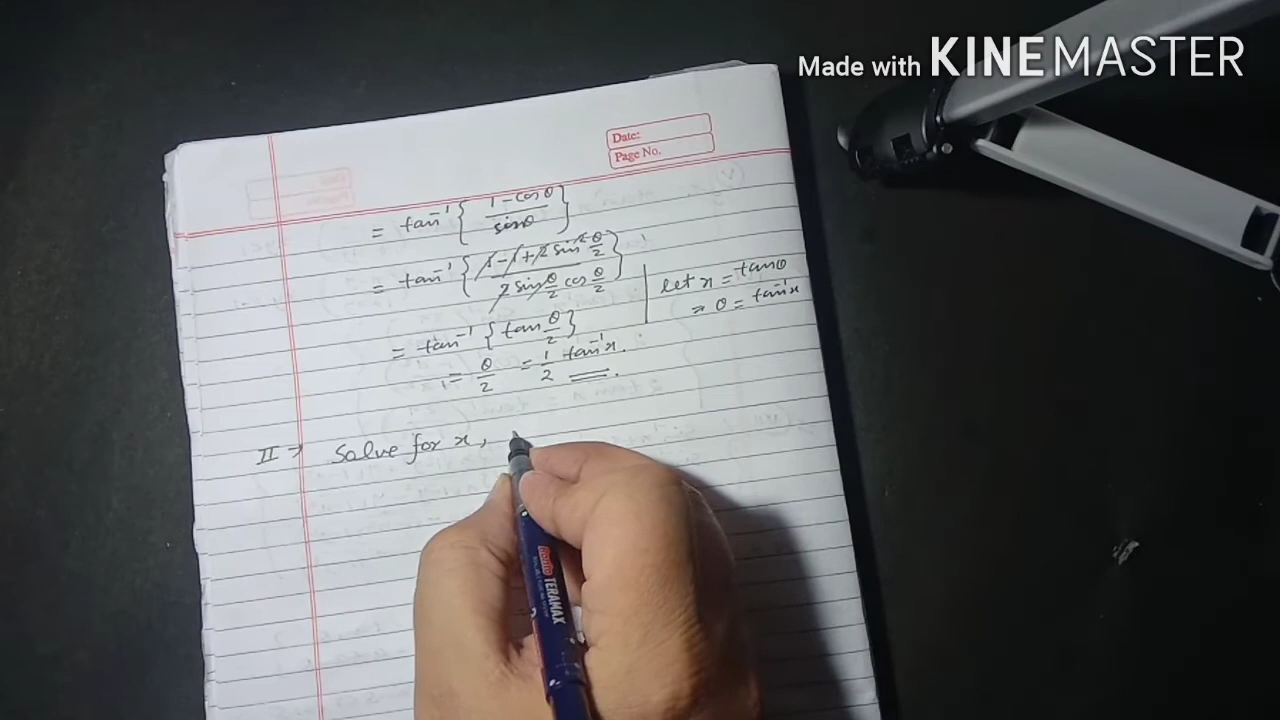 Made with KINEMASTER
Date:
Page No.
= tan⁻¹ { (1 - cosθ) / sinθ }
= tan⁻¹ { (1 - 1 + 2 sin² θ/2) / (2 sin θ/2 cos θ/2) }
let x = tanθ
⇒ θ = tan⁻¹x
= tan⁻¹ { tan θ/2 }
= θ/2 = 1/2 tan⁻¹x.
II → Solve for x,
Rorito TERAMAX